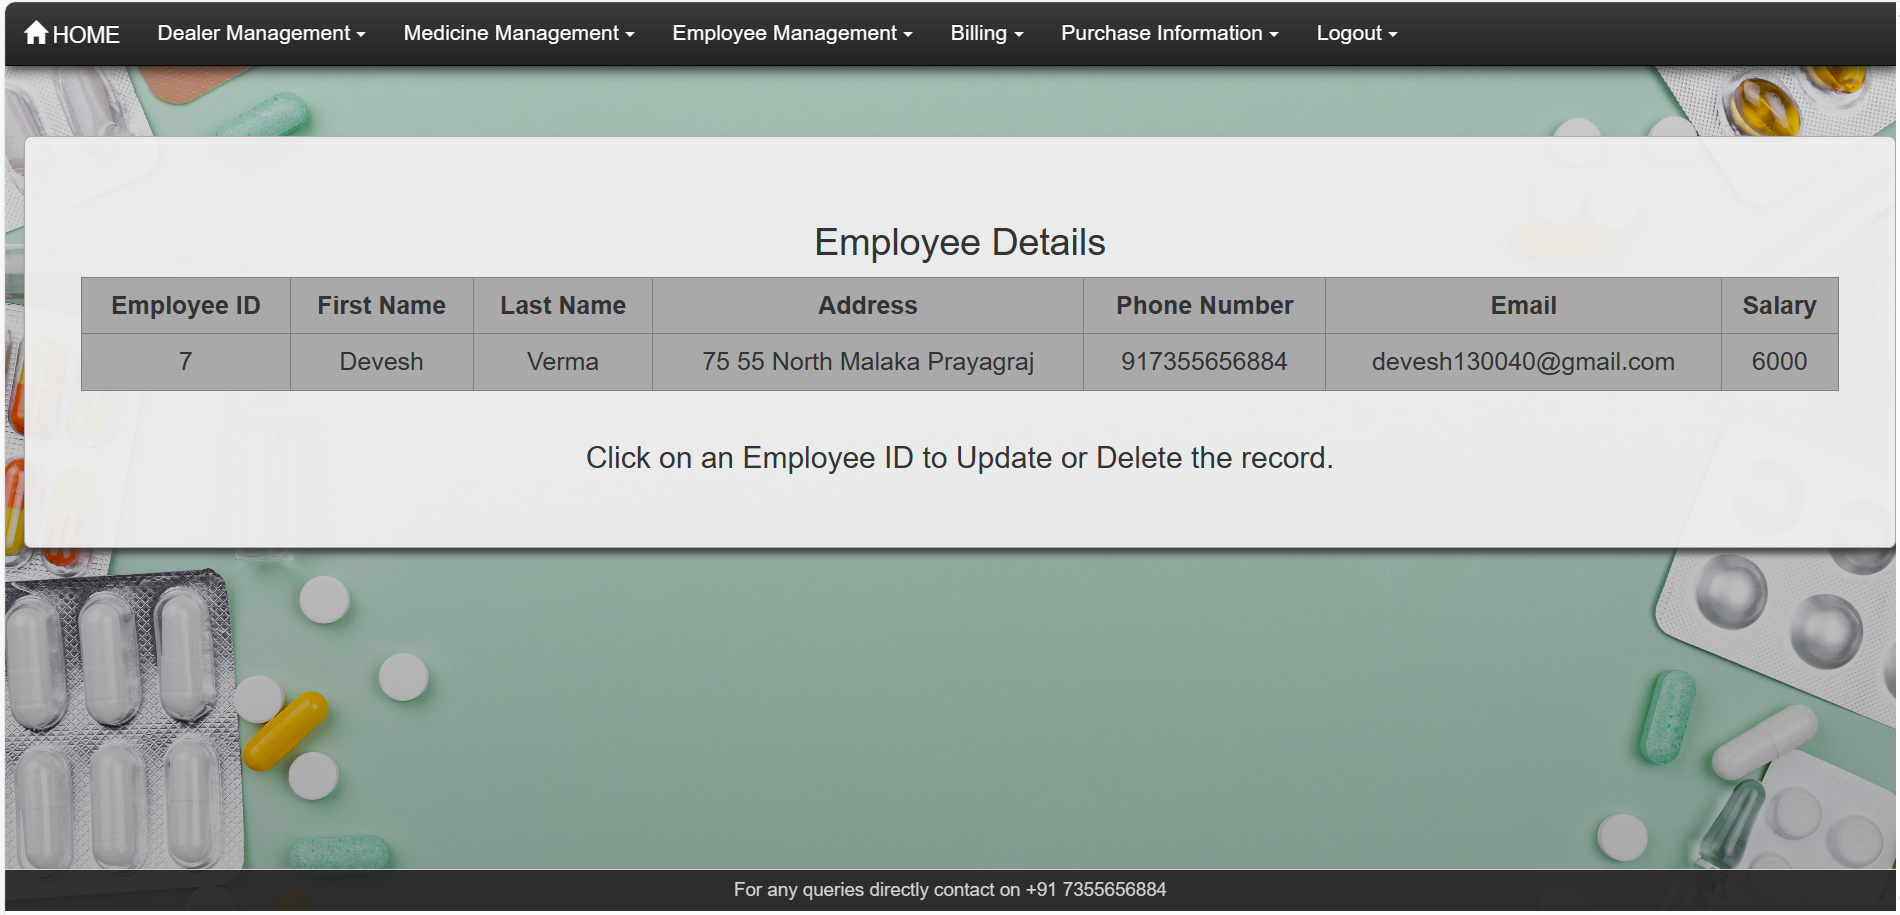 HOME Dealer Management Medicine Management Employee Management Billing Purchase Information Logout
Employee Details
Employee ID First Name Last Name Address Phone Number Email Salary
7 Devesh Verma 75 55 North Malaka Prayagraj 917355656884 devesh130040@gmail.com 6000
Click on an Employee ID to Update or Delete the record.
For any queries directly contact on +91 7355656884